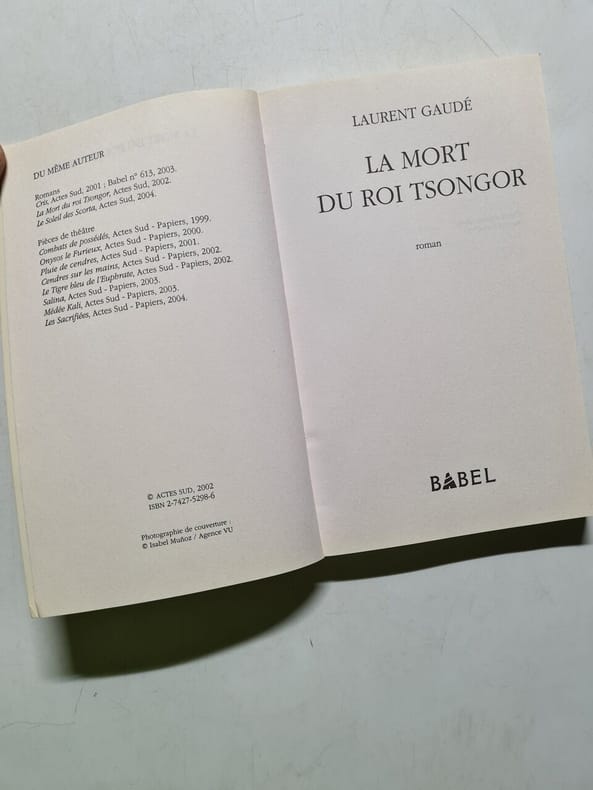 DU MÊME AUTEUR
Romans
Cris, Actes Sud, 2001 ; Babel n° 613, 2003.
La Mort du roi Tsongor, Actes Sud, 2002.
Le Soleil des Scorta, Actes Sud, 2004.
Pièces de théâtre
Combats de possédés, Actes Sud - Papiers, 1999.
Onysos le Furieux, Actes Sud - Papiers, 2000.
Pluie de cendres, Actes Sud - Papiers, 2001.
Cendres sur les mains, Actes Sud - Papiers, 2002.
Le Tigre bleu de l'Euphrate, Actes Sud - Papiers, 2002.
Salina, Actes Sud - Papiers, 2003.
Médée Kali, Actes Sud - Papiers, 2003.
Les Sacrifiées, Actes Sud - Papiers, 2004.
© ACTES SUD, 2002
ISBN 2-7427-5298-6
Photographie de couverture :
© Isabel Muñoz / Agence VU
LAURENT GAUDÉ
LA MORT
DU ROI TSONGOR
roman
BABEL